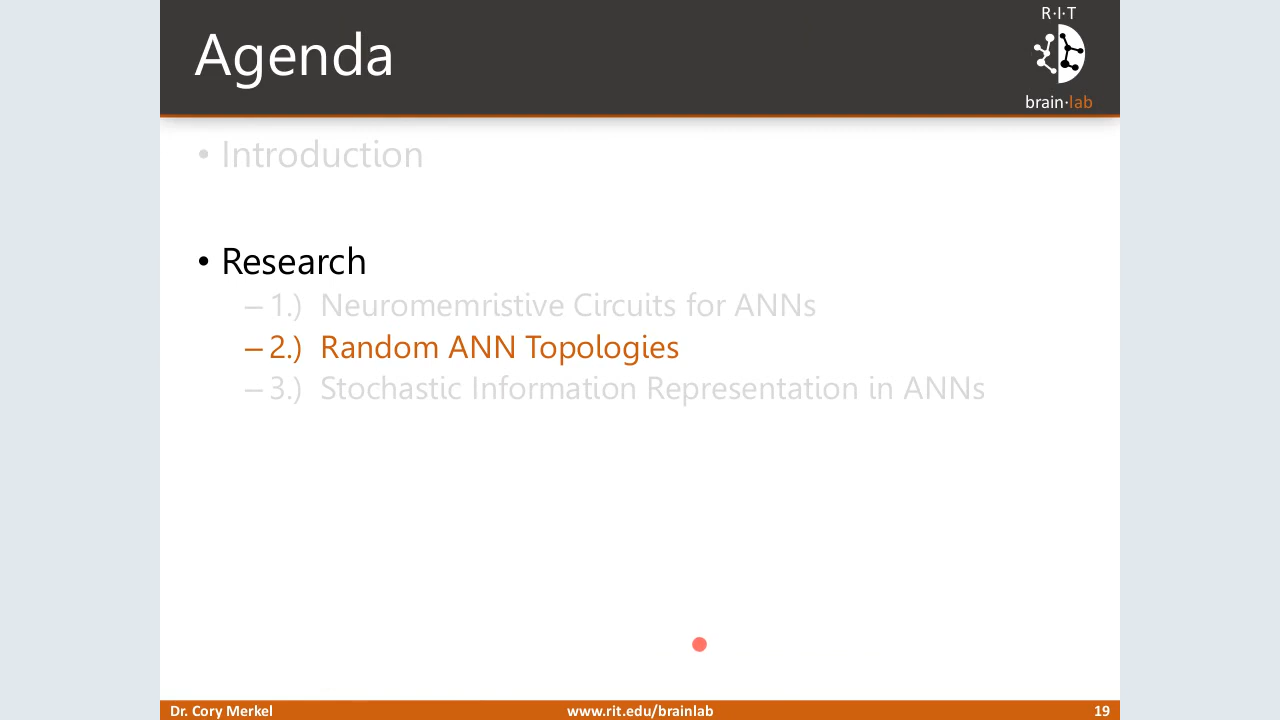 Agenda
R·I·T
brain·lab
• Introduction
• Research
– 1.) Neuromemristive Circuits for ANNs
– 2.) Random ANN Topologies
– 3.) Stochastic Information Representation in ANNs
Dr. Cory Merkel
www.rit.edu/brainlab
19